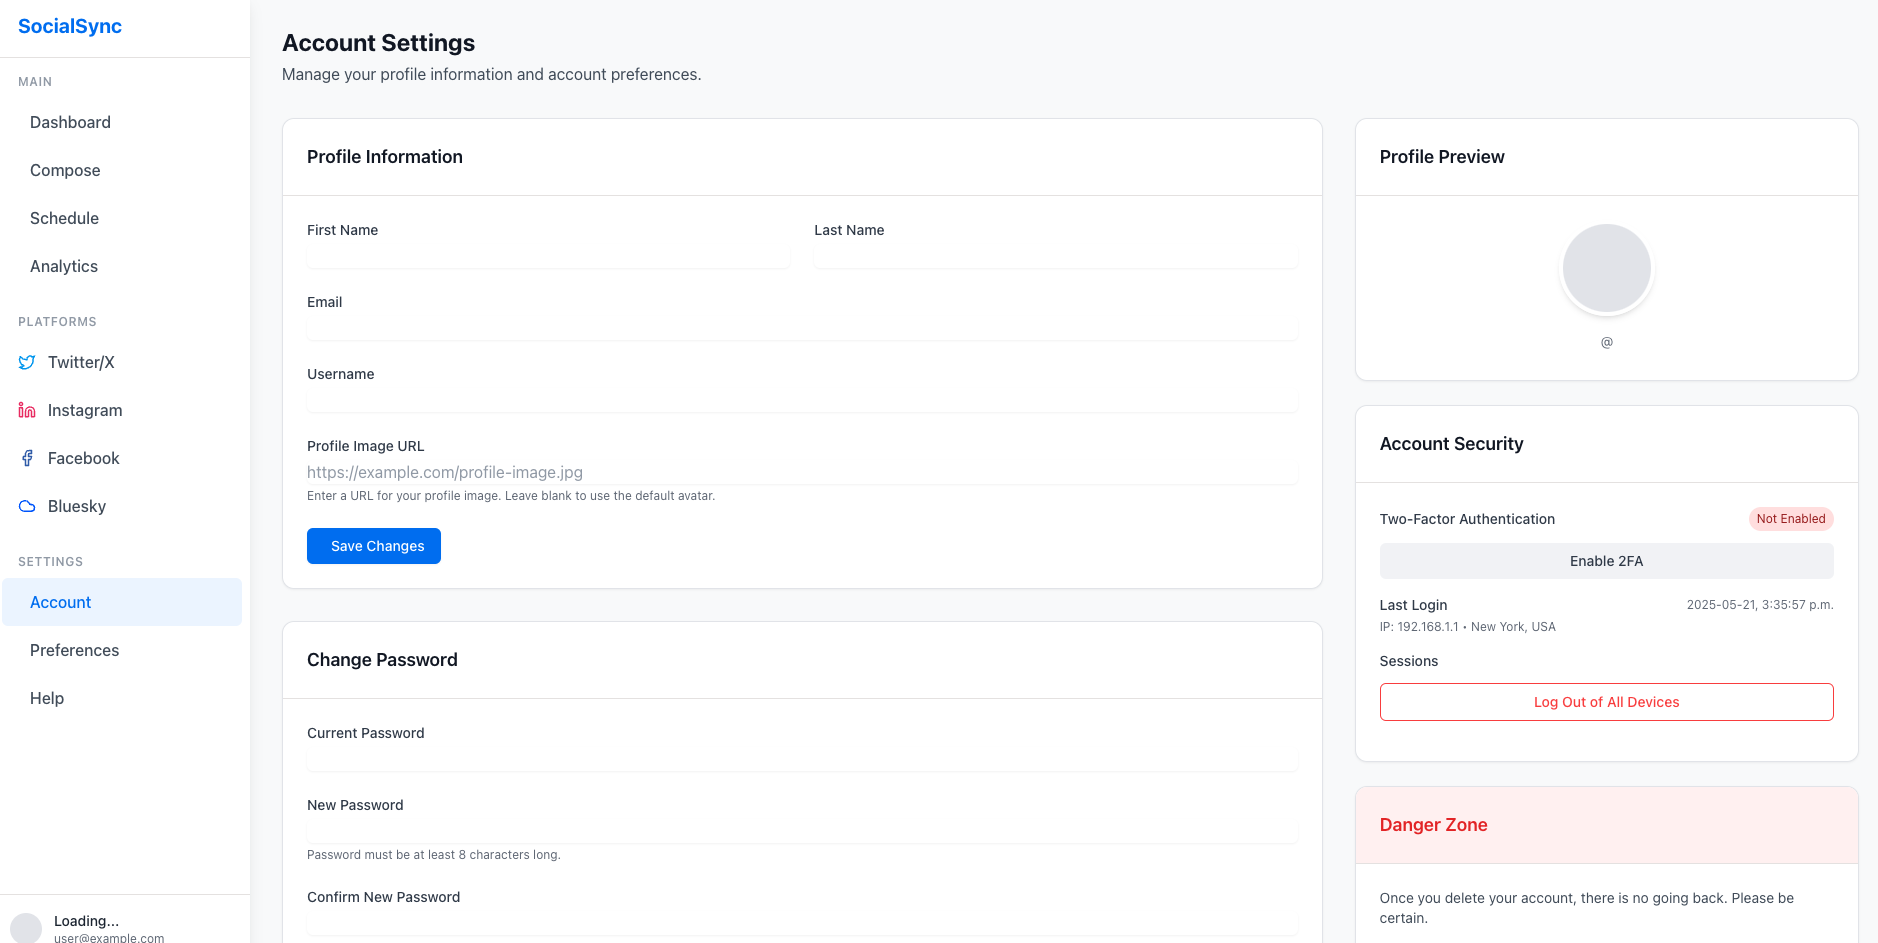 SocialSync
MAIN
Dashboard
Compose
Schedule
Analytics
PLATFORMS
Twitter/X
Instagram
Facebook
Bluesky
SETTINGS
Account
Preferences
Help
Loading...
user@example.com
Account Settings
Manage your profile information and account preferences.
Profile Information
First Name
Last Name
Email
Username
Profile Image URL
https://example.com/profile-image.jpg
Enter a URL for your profile image. Leave blank to use the default avatar.
Save Changes
Change Password
Current Password
New Password
Password must be at least 8 characters long.
Confirm New Password
Profile Preview
@
Account Security
Two-Factor Authentication
Not Enabled
Enable 2FA
Last Login
2025-05-21, 3:35:57 p.m.
IP: 192.168.1.1 • New York, USA
Sessions
Log Out of All Devices
Danger Zone
Once you delete your account, there is no going back. Please be
certain.